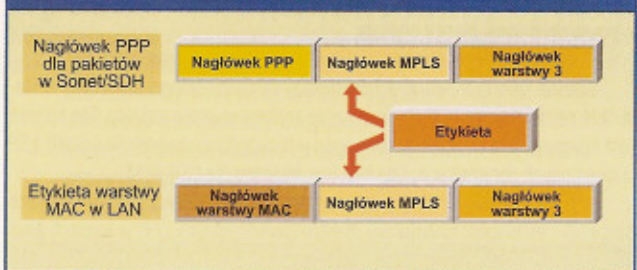 Nagłówek PPP
dla pakietów
w Sonet/SDH
Nagłówek PPP
Nagłówek MPLS
Nagłówek
warstwy 3
Etykieta
Etykieta warstwy
MAC w LAN
Nagłówek
warstwy MAC
Nagłówek MPLS
Nagłówek
warstwy 3